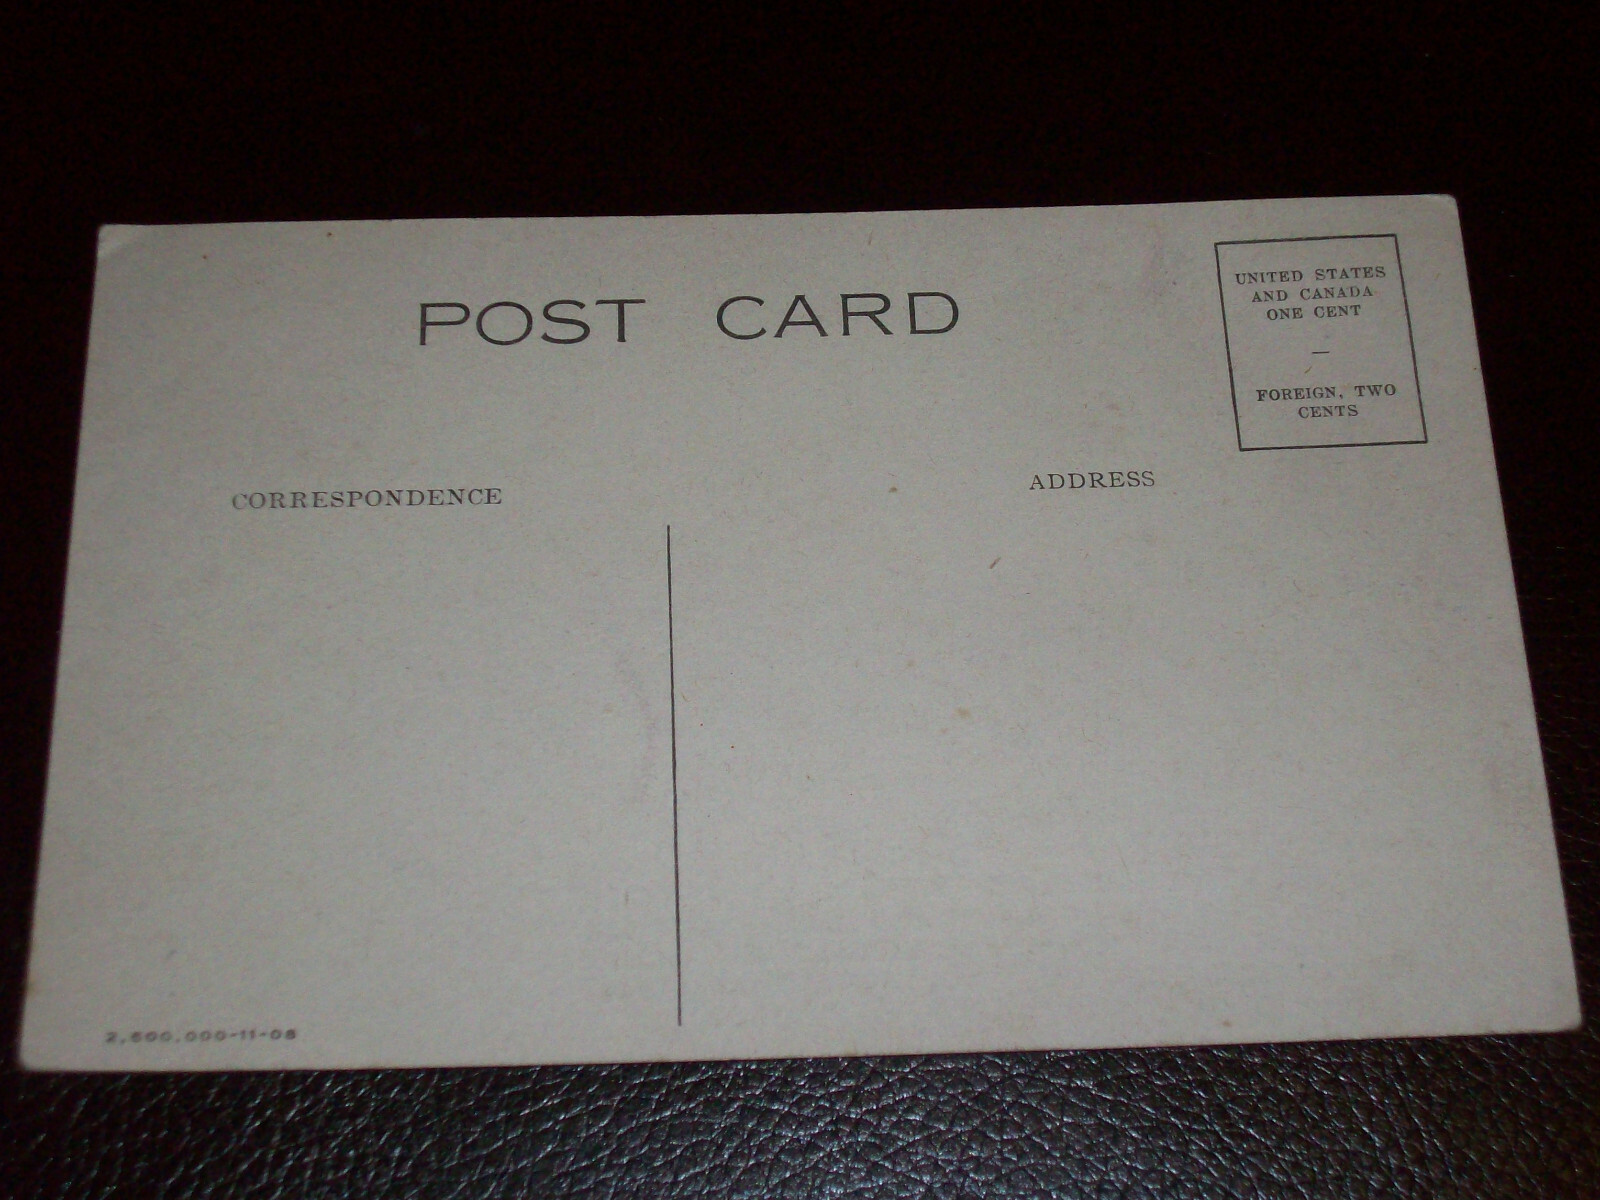 POST CARD
UNITED STATES
AND CANADA
ONE CENT
—
FOREIGN, TWO
CENTS
CORRESPONDENCE
ADDRESS
2,600,000-11-08